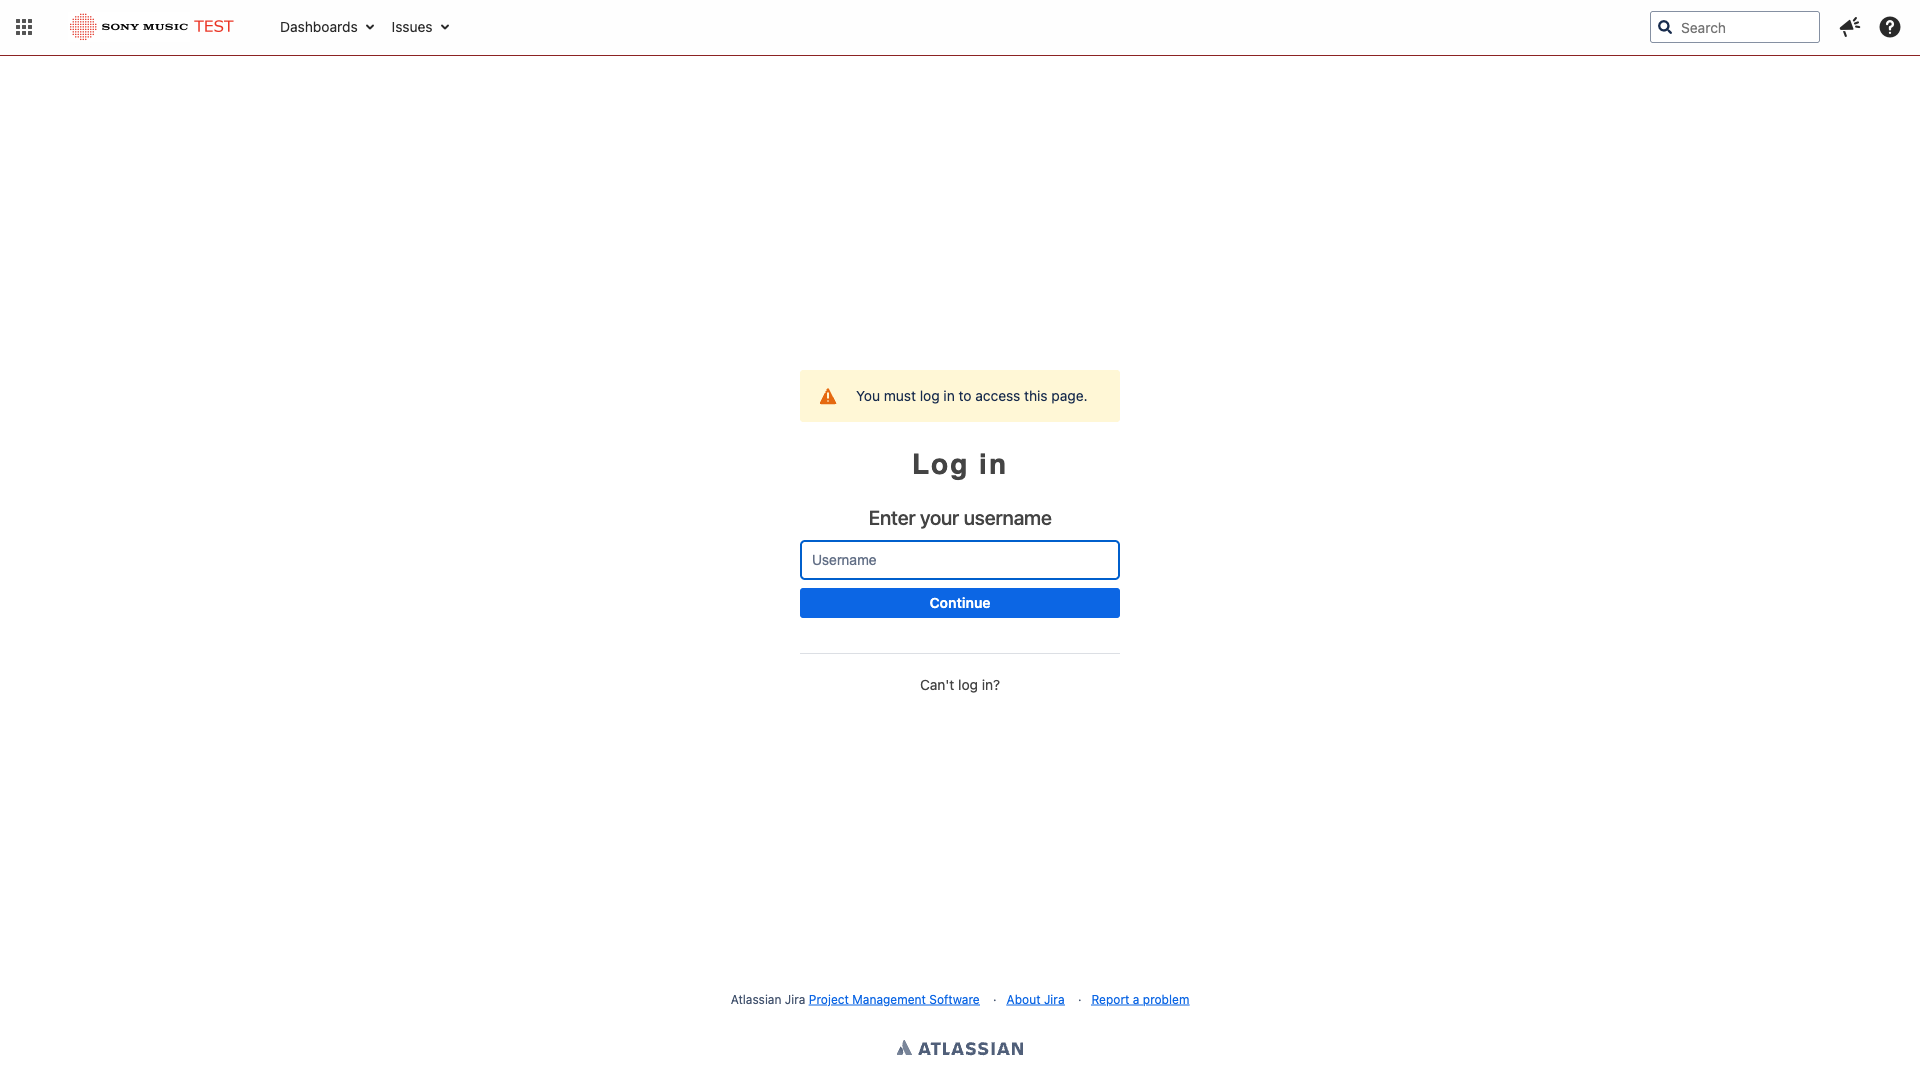 SONY MUSIC TEST Dashboards Issues Search
You must log in to access this page.
Log in
Enter your username
Username
Continue
Can't log in?
Atlassian Jira Project Management Software · About Jira · Report a problem
ATLASSIAN